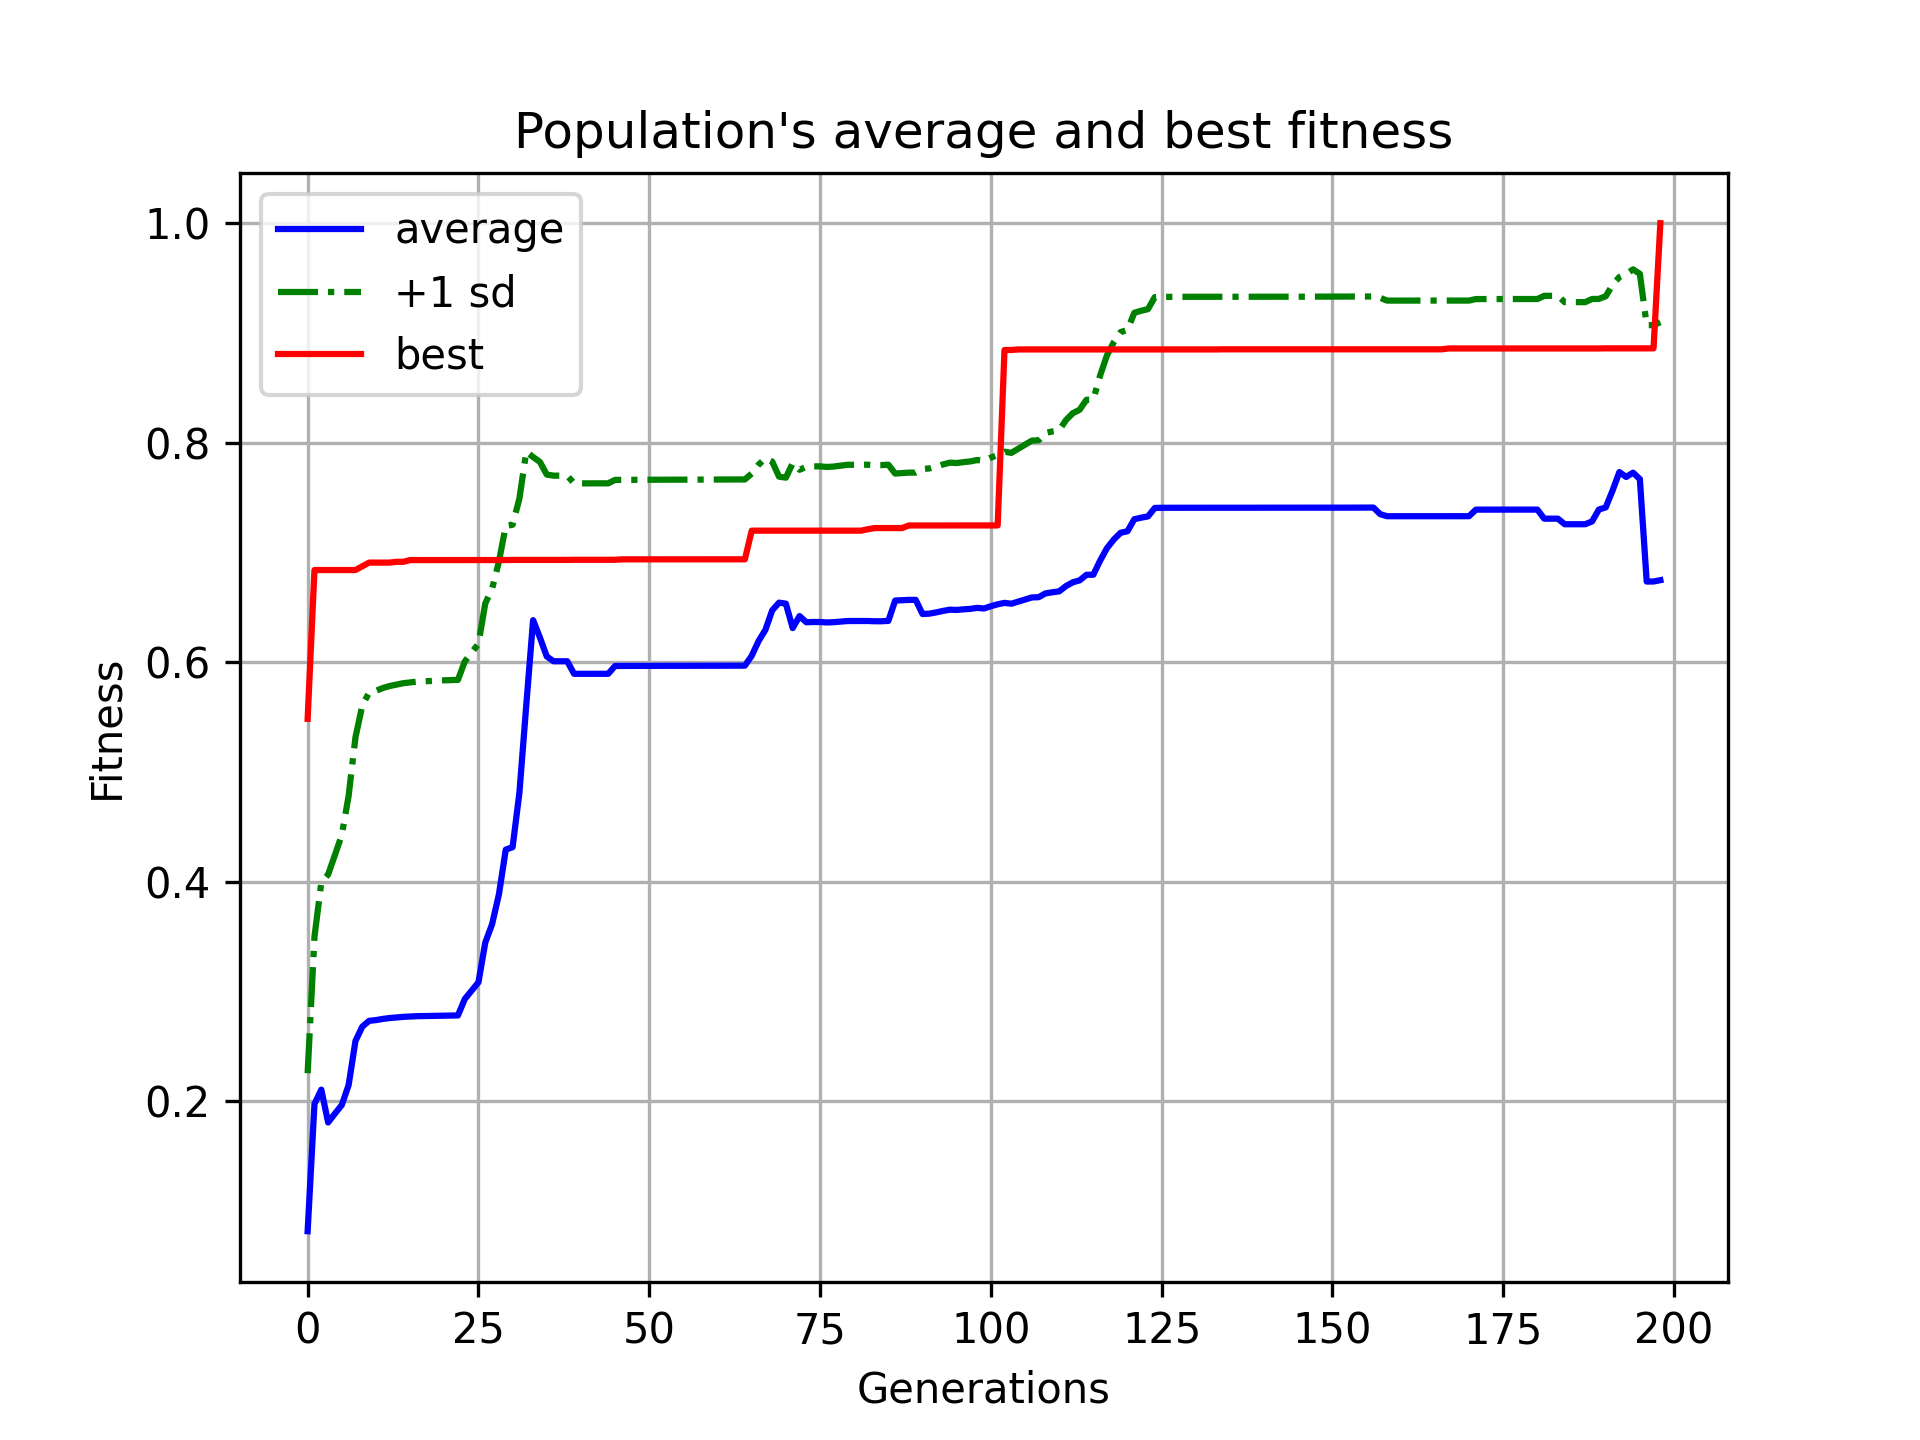 Population's average and best fitness
average
+1 sd
best
1.0
0.8
0.6
0.4
0.2
Fitness
0 25 50 75 100 125 150 175 200
Generations